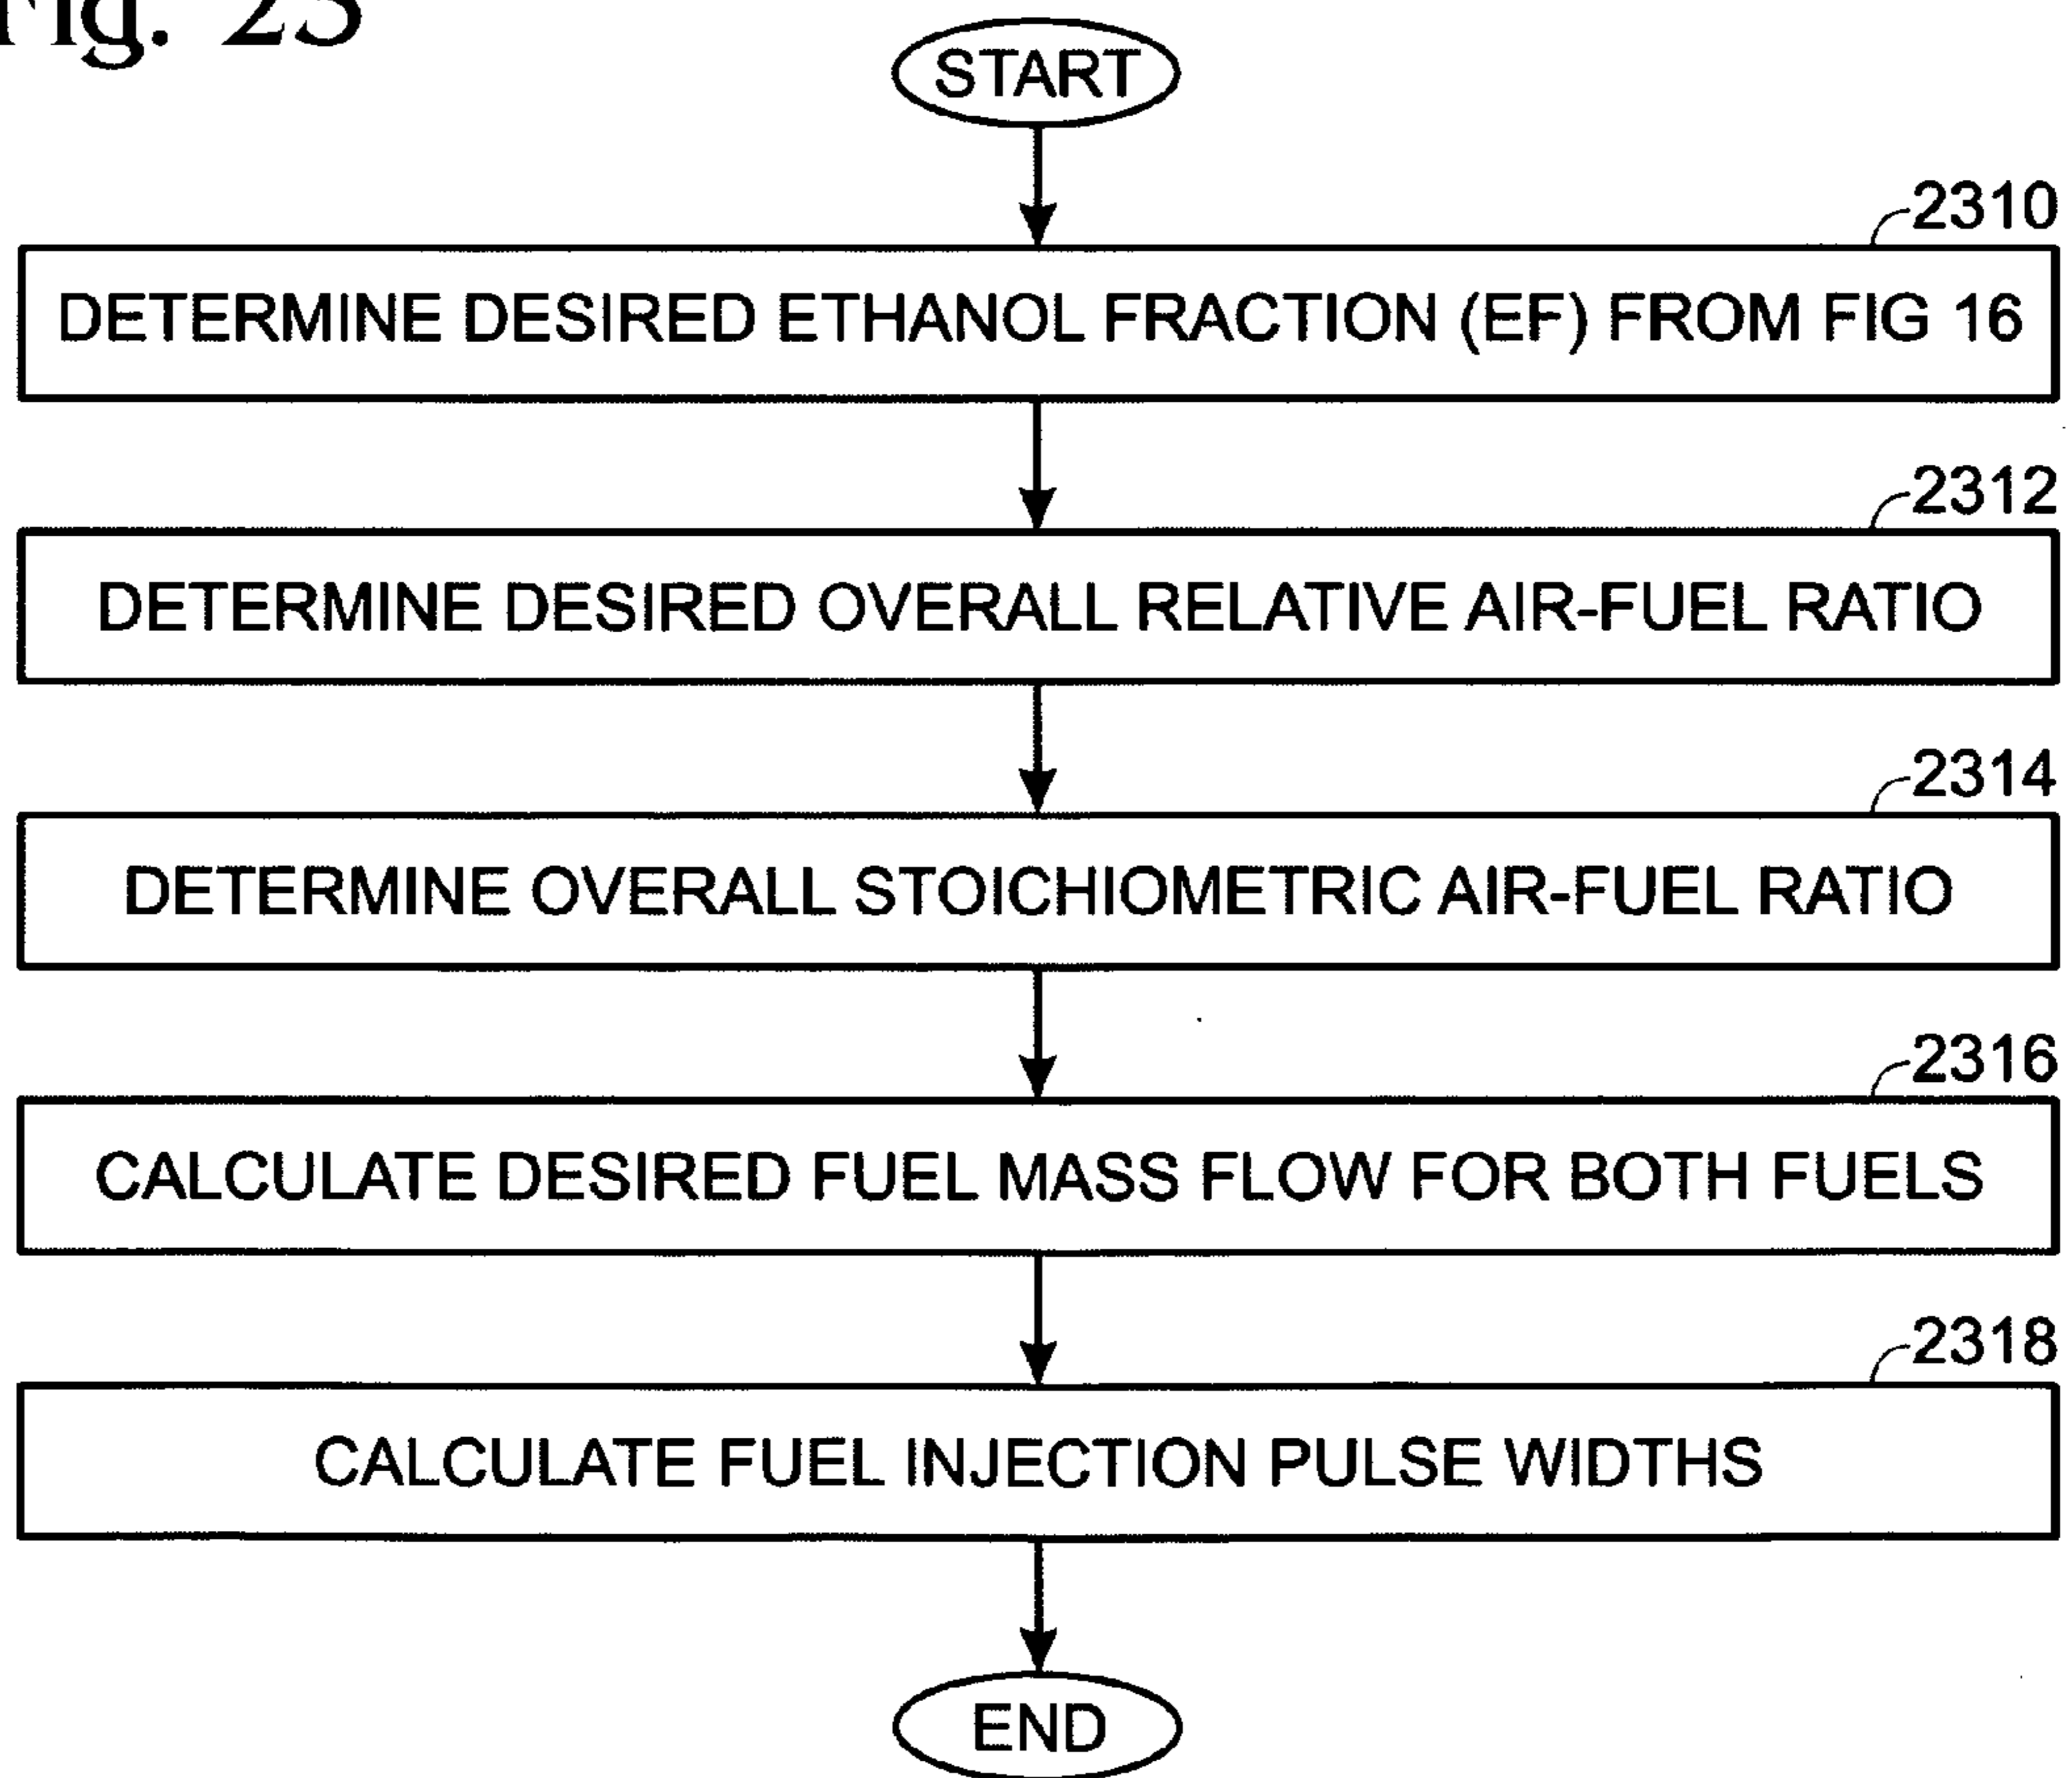 Fig. 23
START
2310
DETERMINE DESIRED ETHANOL FRACTION (EF) FROM FIG 16
2312
DETERMINE DESIRED OVERALL RELATIVE AIR-FUEL RATIO
2314
DETERMINE OVERALL STOICHIOMETRIC AIR-FUEL RATIO
2316
CALCULATE DESIRED FUEL MASS FLOW FOR BOTH FUELS
2318
CALCULATE FUEL INJECTION PULSE WIDTHS
END